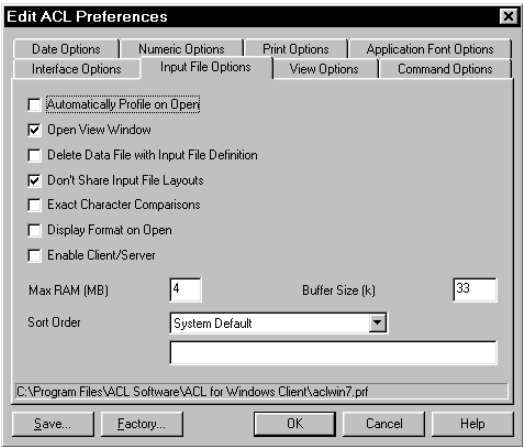 Edit ACL Preferences
Date Options Numeric Options Print Options Application Font Options
Interface Options Input File Options View Options Command Options
Automatically Profile on Open
Open View Window
Delete Data File with Input File Definition
Don't Share Input File Layouts
Exact Character Comparisons
Display Format on Open
Enable Client/Server
Max RAM (MB) 4 Buffer Size (k) 33
Sort Order System Default
C:\Program Files\ACL Software\ACL for Windows Client\aclwin7.prf
Save... Factory... OK Cancel Help